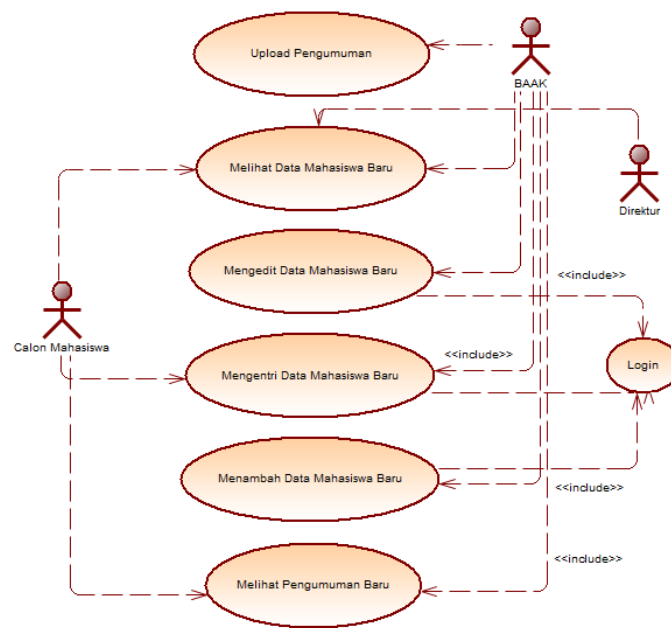 Upload Pengumuman
BAAK
Melihat Data Mahasiswa Baru
Direktur
Mengedit Data Mahasiswa Baru
<<include>>
Calon Mahasiswa
<<include>>
Mengentri Data Mahasiswa Baru
Login
Menambah Data Mahasiswa Baru
<<include>>
<<include>>
Melihat Pengumuman Baru